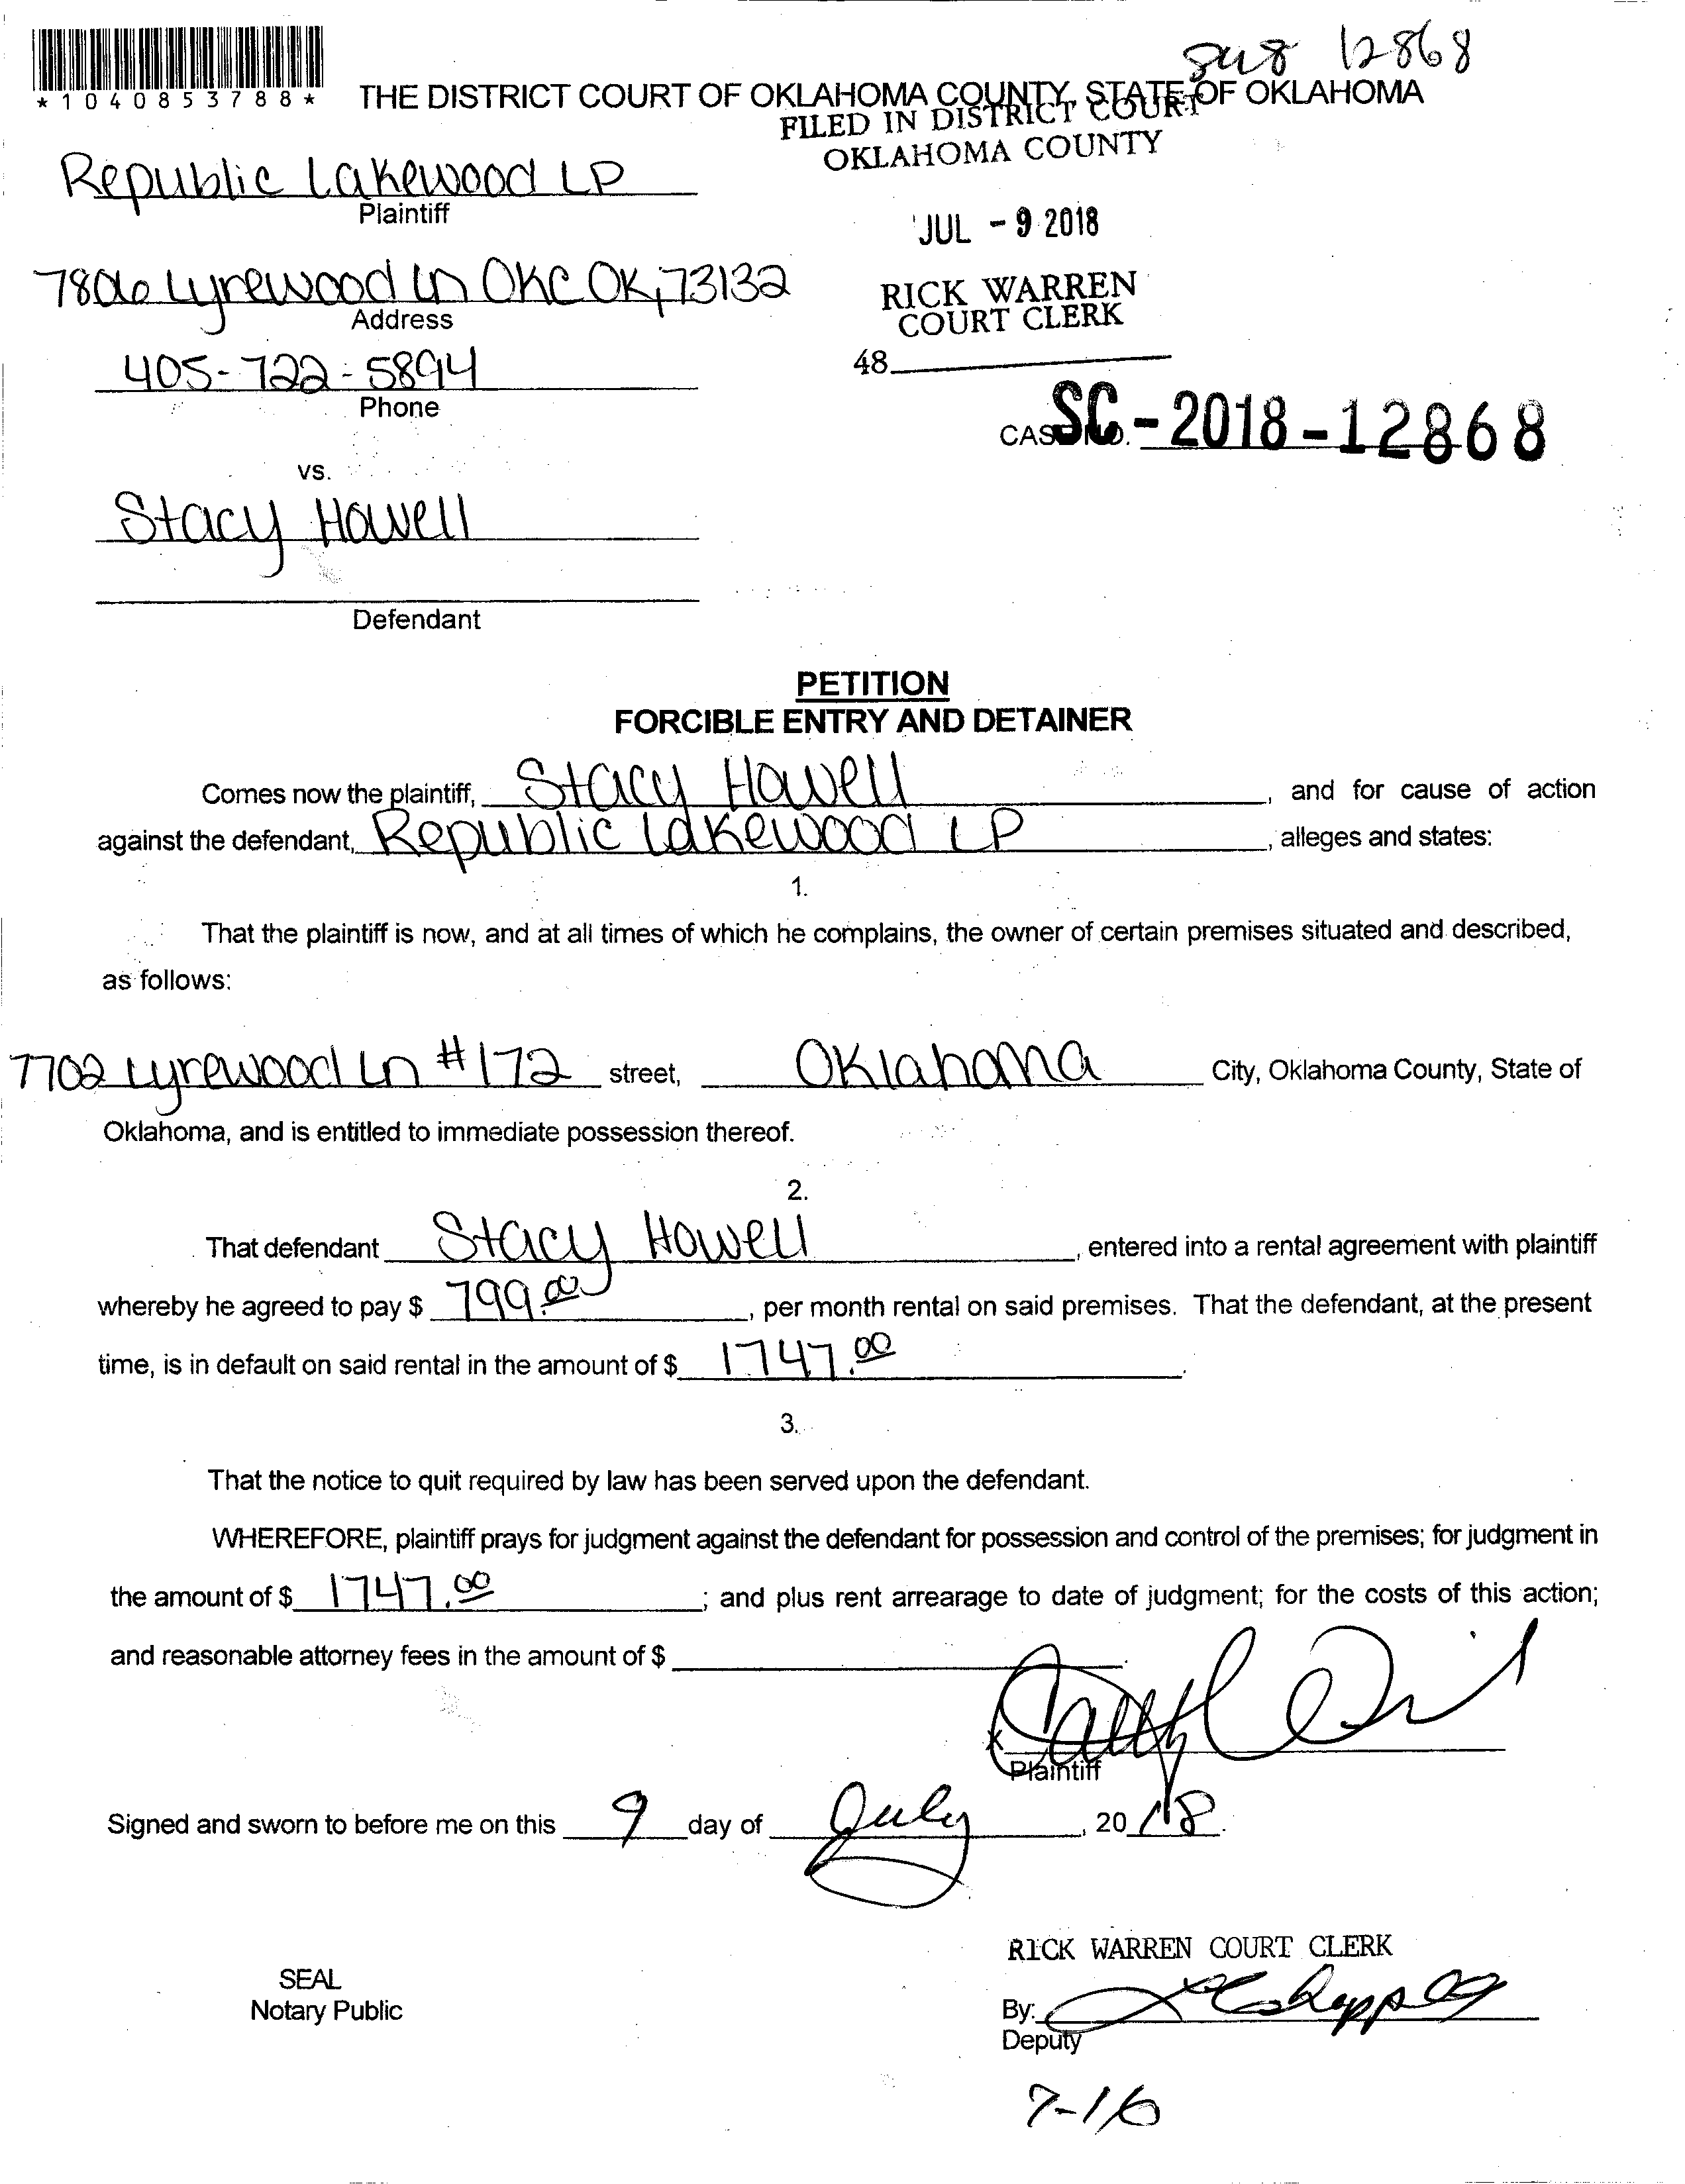 12868
*1040853788*
THE DISTRICT COURT OF OKLAHOMA COUNTY, STATE OF OKLAHOMA
FILED IN DISTRICT COURT
OKLAHOMA COUNTY
Republic Lakewood LP
Plaintiff
JUL - 9 2018
7806 Lyrewood Ln OKC OK, 73132
Address
RICK WARREN
COURT CLERK
405-722-5894
Phone
48
CASE NO. SC-2018-12868
vs.
Stacy Howell
Defendant
PETITION
FORCIBLE ENTRY AND DETAINER
Comes now the plaintiff, Stacy Howell, and for cause of action
against the defendant, Republic Lakewood LP, alleges and states:
1.
That the plaintiff is now, and at all times of which he complains, the owner of certain premises situated and described,
as follows:
7702 Lyrewood Ln #172 street, Oklahoma City, Oklahoma County, State of
Oklahoma, and is entitled to immediate possession thereof.
2.
That defendant Stacy Howell, entered into a rental agreement with plaintiff
whereby he agreed to pay $ 799.00, per month rental on said premises. That the defendant, at the present
time, is in default on said rental in the amount of $ 1747.00.
3.
That the notice to quit required by law has been served upon the defendant.
WHEREFORE, plaintiff prays for judgment against the defendant for possession and control of the premises; for judgment in
the amount of $ 1747.00; and plus rent arrearage to date of judgment; for the costs of this action;
and reasonable attorney fees in the amount of $
x
Plaintiff
Signed and sworn to before me on this 9 day of July, 2018.
RICK WARREN COURT CLERK
SEAL
Notary Public
By:
Deputy
7-16